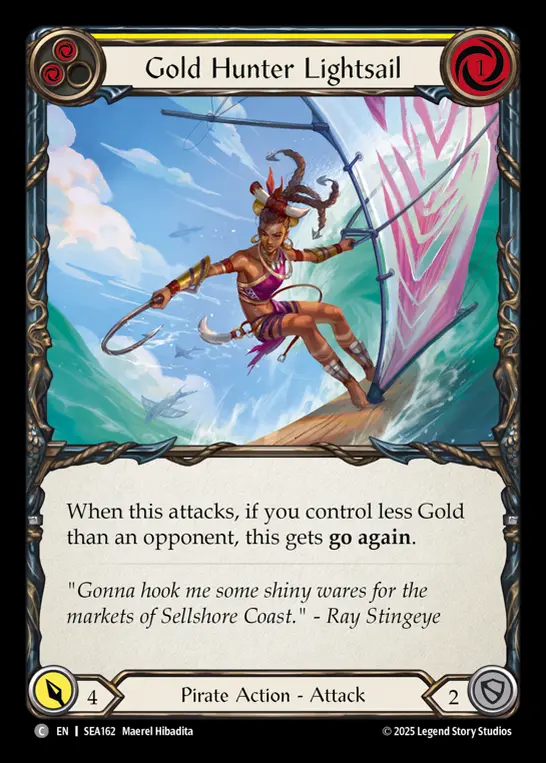 Gold Hunter Lightsail
1
When this attacks, if you control less Gold
than an opponent, this gets go again.
"Gonna hook me some shiny wares for the
markets of Sellshore Coast." - Ray Stingeye
4
Pirate Action - Attack
2
C EN | SEA162 Maerel Hibadita
© 2025 Legend Story Studios